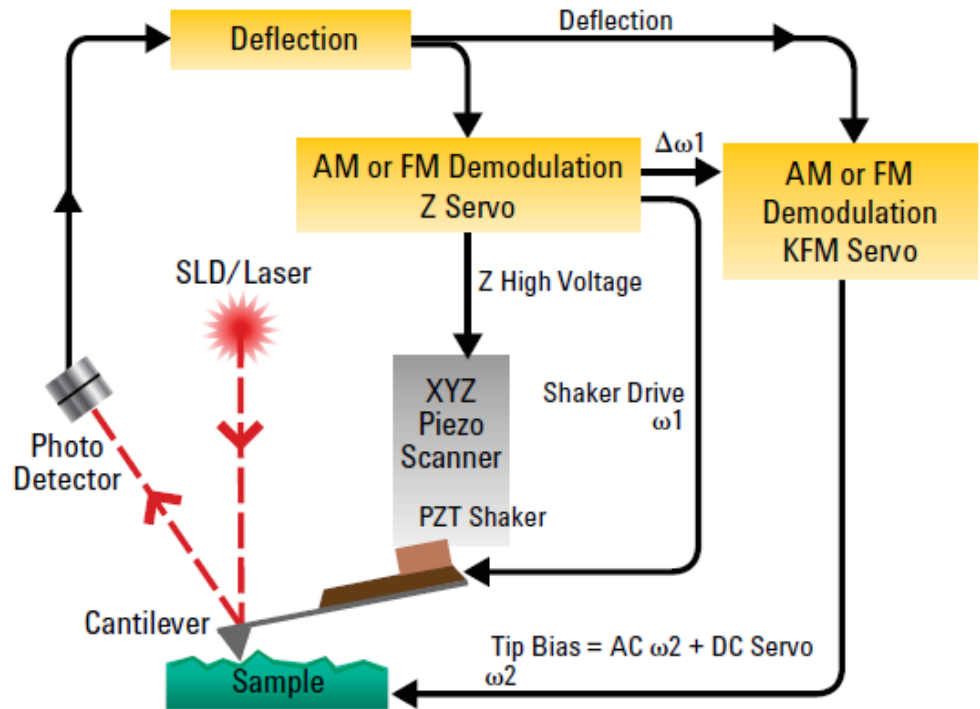 Deflection
Deflection
AM or FM Demodulation
Z Servo
Δω1
AM or FM
Demodulation
KFM Servo
SLD/Laser
Z High Voltage
XYZ
Piezo
Scanner
Shaker Drive
ω1
Photo
Detector
PZT Shaker
Cantilever
Tip Bias = AC ω2 + DC Servo
ω2
Sample